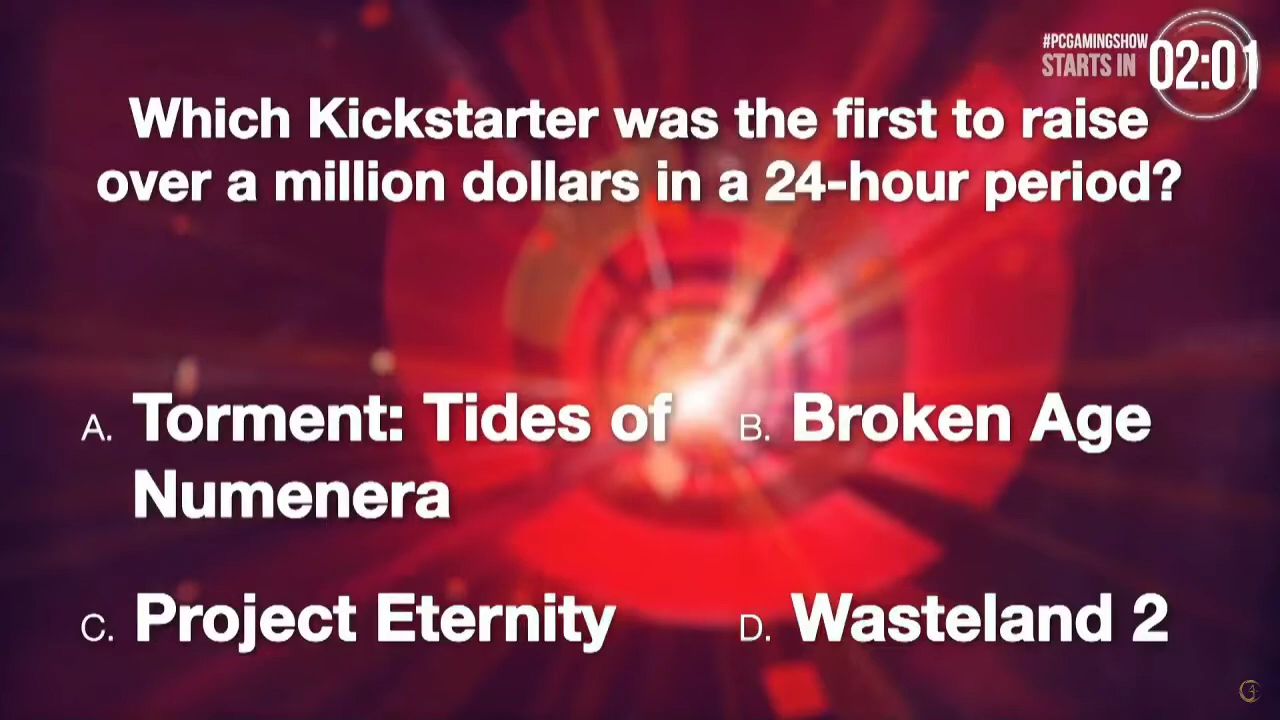 #PCGAMINGSHOW
STARTS IN
02:01
Which Kickstarter was the first to raise
over a million dollars in a 24-hour period?
A. Torment: Tides of
Numenera
B. Broken Age
C. Project Eternity
D. Wasteland 2